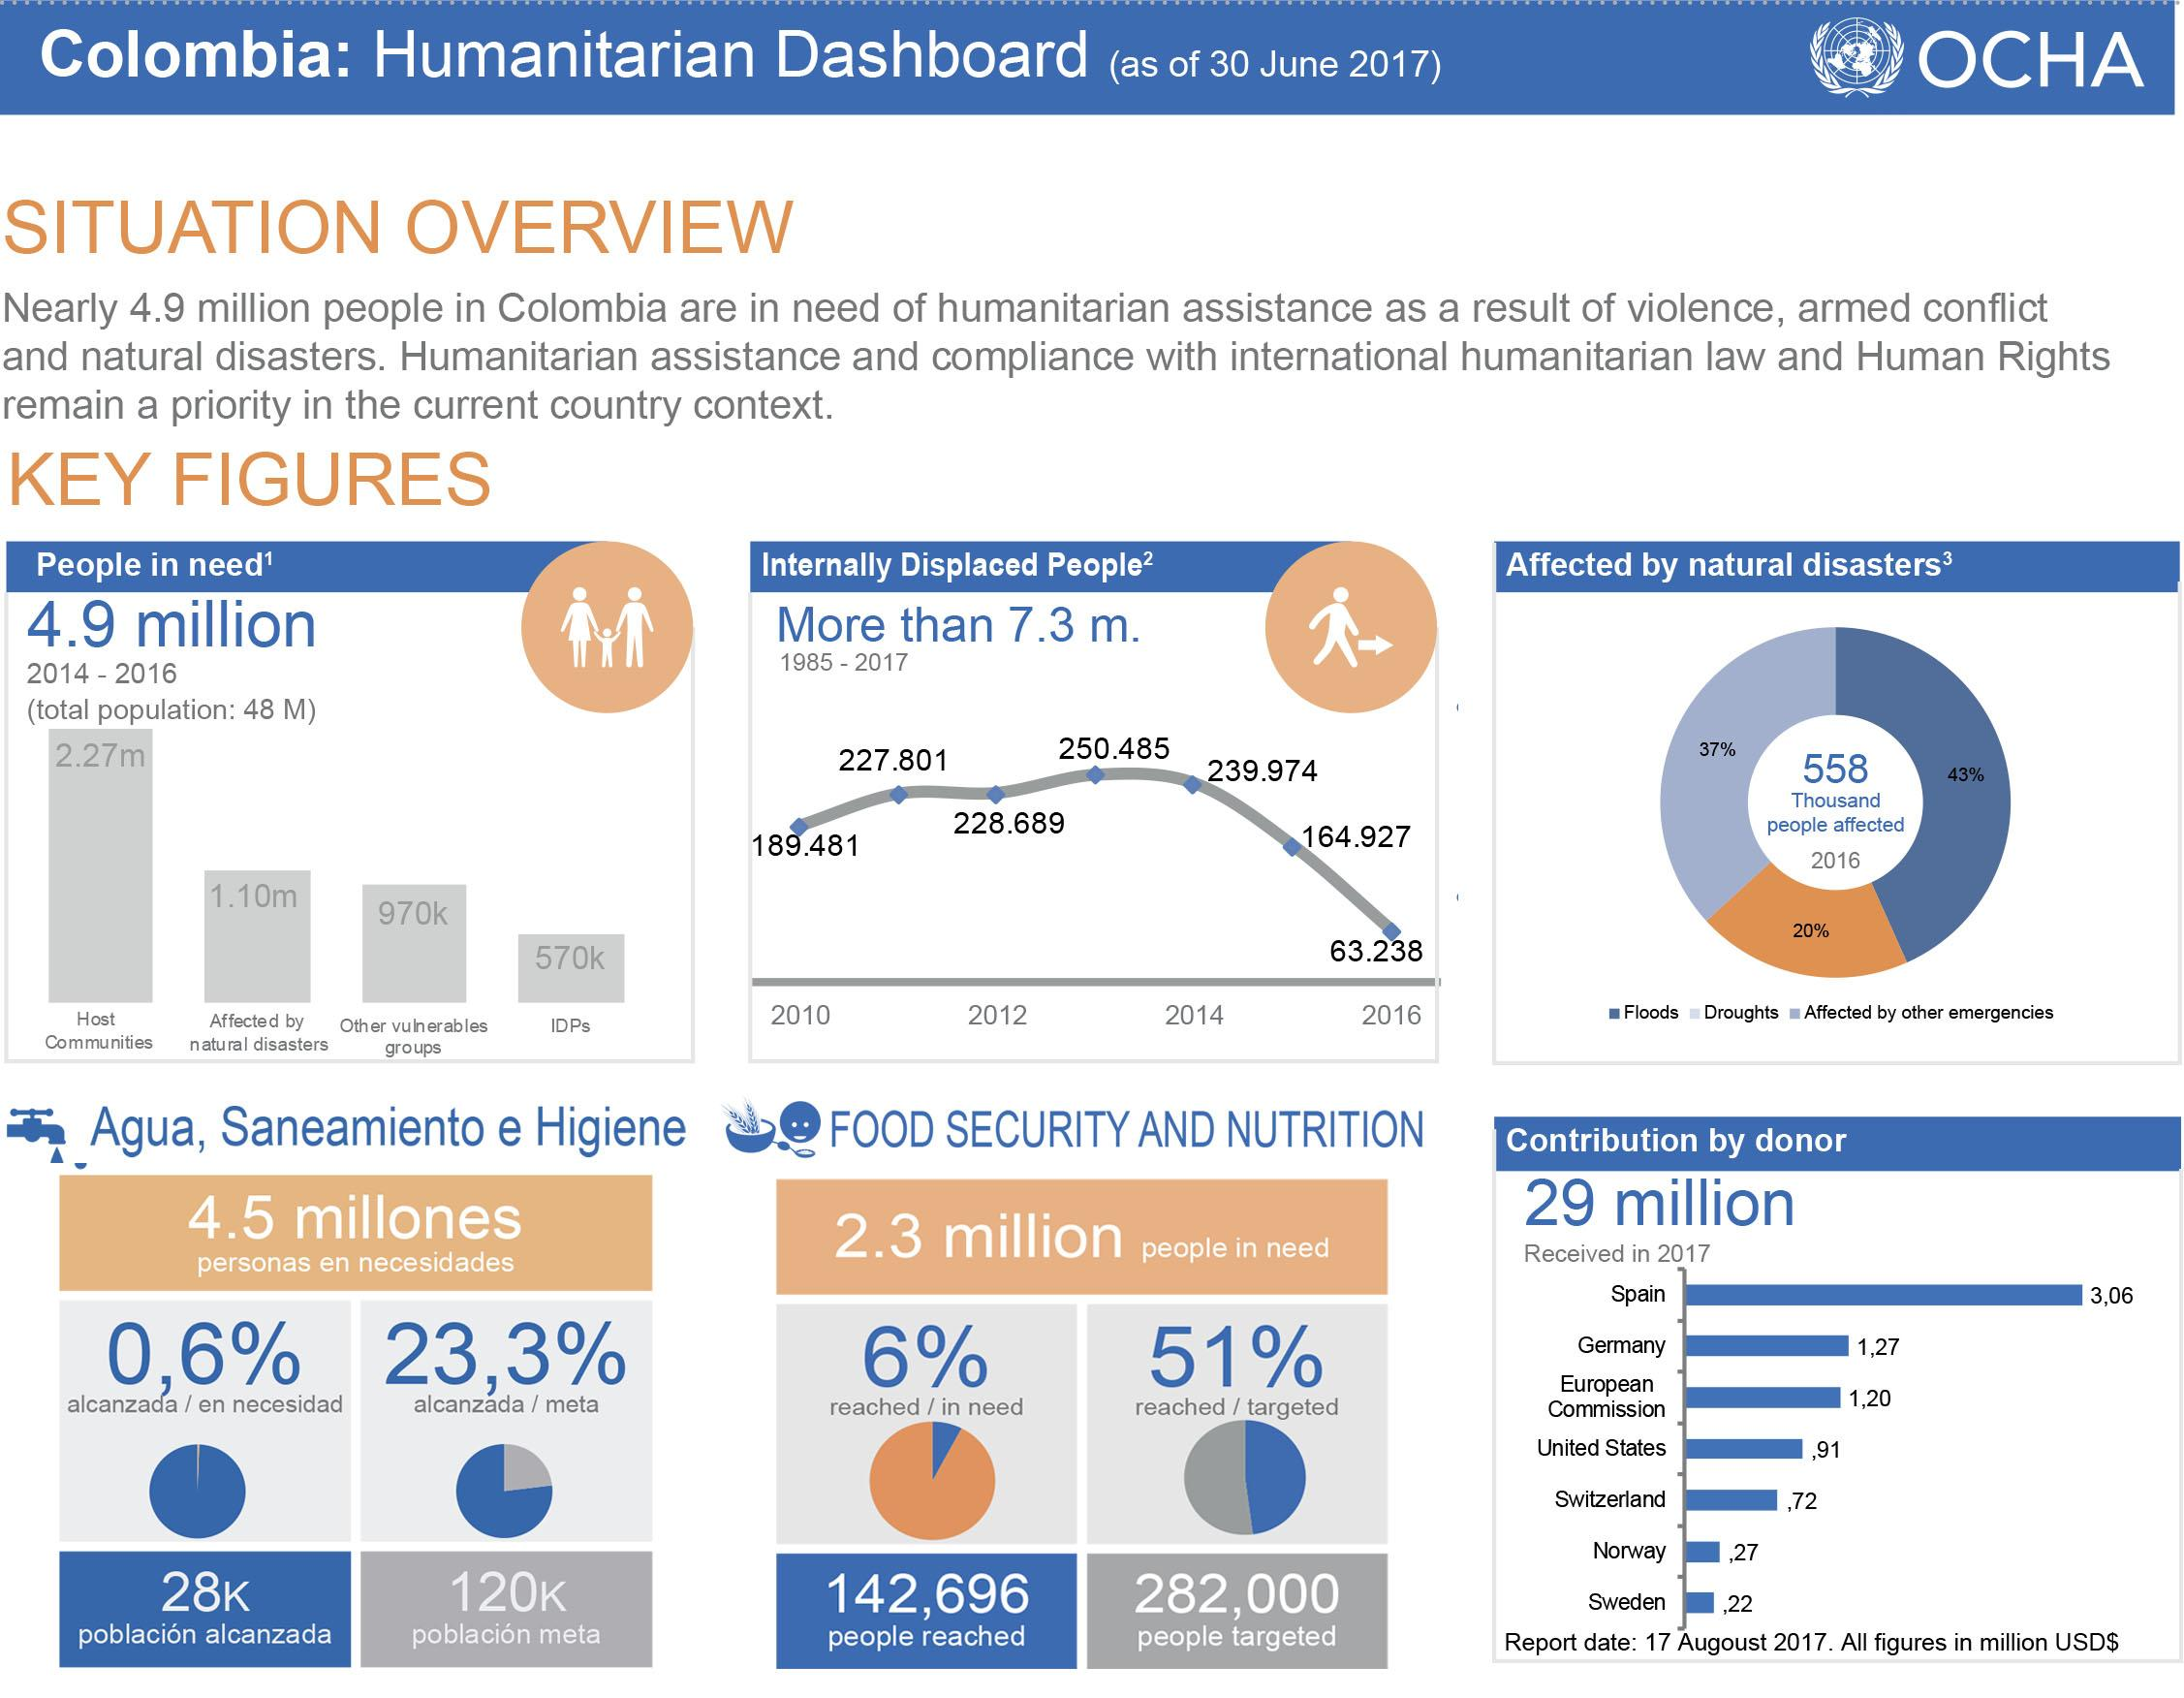 Colombia: Humanitarian Dashboard (as of 30 June 2017)
OCHA
SITUATION OVERVIEW
Nearly 4.9 million people in Colombia are in need of humanitarian assistance as a result of violence, armed conflict
and natural disasters. Humanitarian assistance and compliance with international humanitarian law and Human Rights
remain a priority in the current country context.
KEY FIGURES
People in need¹
4.9 million
2014 - 2016
(total population: 48 M)
2.27m
1.10m
970k
570k
Host
Communities
Affected by
natural disasters
Other vulnerables
groups
IDPs
Internally Displaced People²
More than 7.3 m.
1985 - 2017
189.481
227.801
228.689
250.485
239.974
164.927
63.238
2010
2012
2014
2016
Affected by natural disasters³
37%
43%
20%
558
Thousand
people affected
2016
Floods
Droughts
Affected by other emergencies
Agua, Saneamiento e Higiene
4.5 millones
personas en necesidades
0,6%
alcanzada / en necesidad
23,3%
alcanzada / meta
28K
población alcanzada
120K
población meta
FOOD SECURITY AND NUTRITION
2.3 million people in need
6%
reached / in need
51%
reached / targeted
142,696
people reached
282,000
people targeted
Contribution by donor
29 million
Received in 2017
Spain
3,06
Germany
1,27
European
Commission
1,20
United States
,91
Switzerland
,72
Norway
,27
Sweden
,22
Report date: 17 Augoust 2017. All figures in million USD$